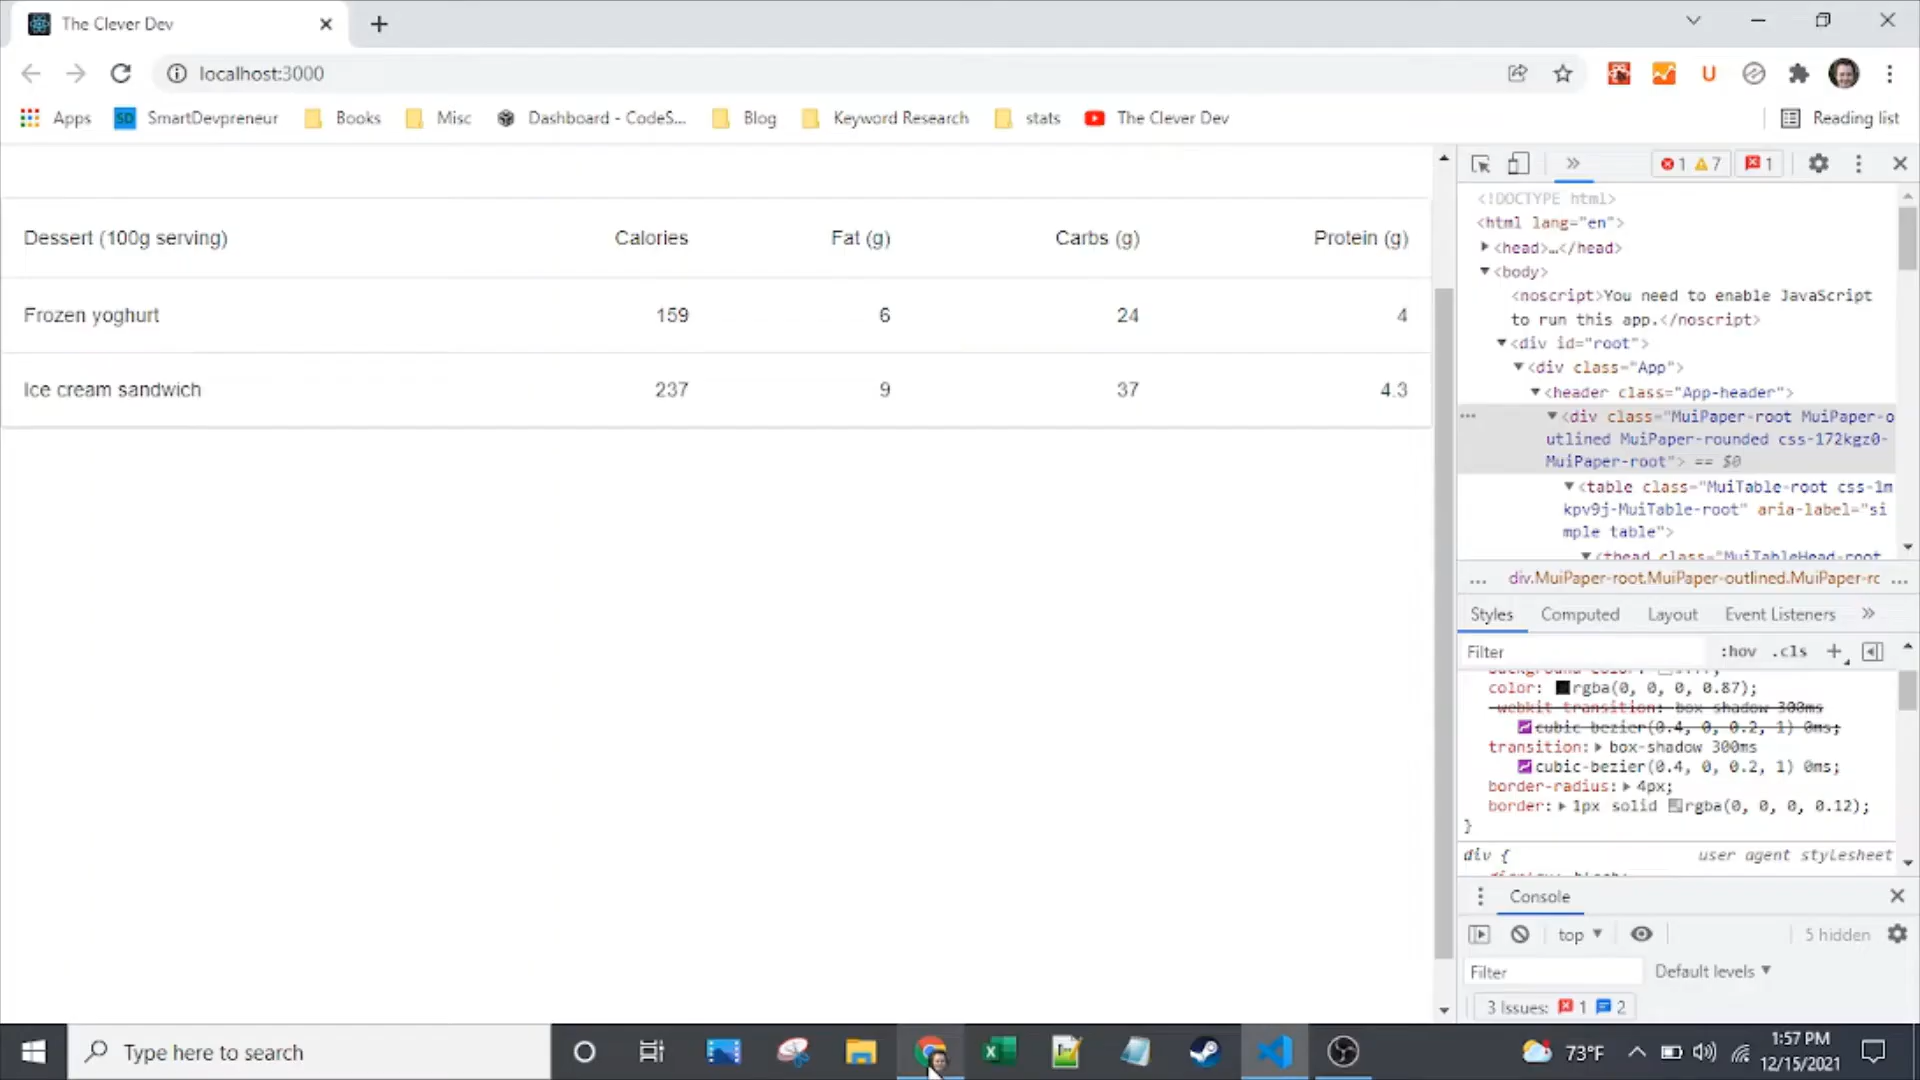 The Clever Dev
localhost:3000
Apps SD SmartDevpreneur Books Misc Dashboard - CodeS... Blog Keyword Research stats The Clever Dev Reading list
1 7 1
Dessert (100g serving) Calories Fat (g) Carbs (g) Protein (g)
Frozen yoghurt 159 6 24 4
Ice cream sandwich 237 9 37 4.3
<!DOCTYPE html>
<html lang="en">
<head>…</head>
<body>
<noscript>You need to enable JavaScript
to run this app.</noscript>
<div id="root">
<div class="App">
<header class="App-header">
<div class="MuiPaper-root MuiPaper-o
utlined MuiPaper-rounded css-172kgz0-
MuiPaper-root"> == $0
<table class="MuiTable-root css-1m
kpv9j-MuiTable-root" aria-label="si
mple table">
<thead class="MuiTableHead-root
... div.MuiPaper-root.MuiPaper-outlined.MuiPaper-rc ...
Styles Computed Layout Event Listeners
Filter :hov .cls
color: rgba(0, 0, 0, 0.87);
-webkit-transition: box-shadow 300ms
cubic-bezier(0.4, 0, 0.2, 1) 0ms;
transition: box-shadow 300ms
cubic-bezier(0.4, 0, 0.2, 1) 0ms;
border-radius: 4px;
border: 1px solid rgba(0, 0, 0, 0.12);
}
div { user agent stylesheet
Console
top 5 hidden
Filter Default levels
3 Issues: 1 2
Type here to search
73°F
1:57 PM
12/15/2021